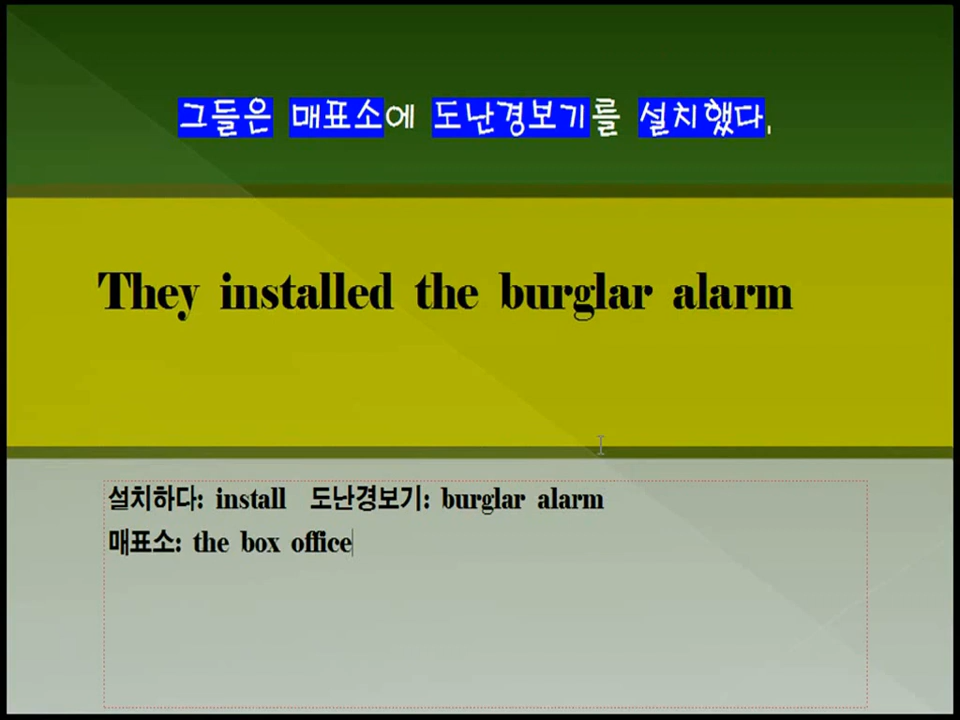 그들은 매표소에 도난경보기를 설치했다.
They installed the burglar alarm
설치하다: install 도난경보기: burglar alarm
매표소: the box office